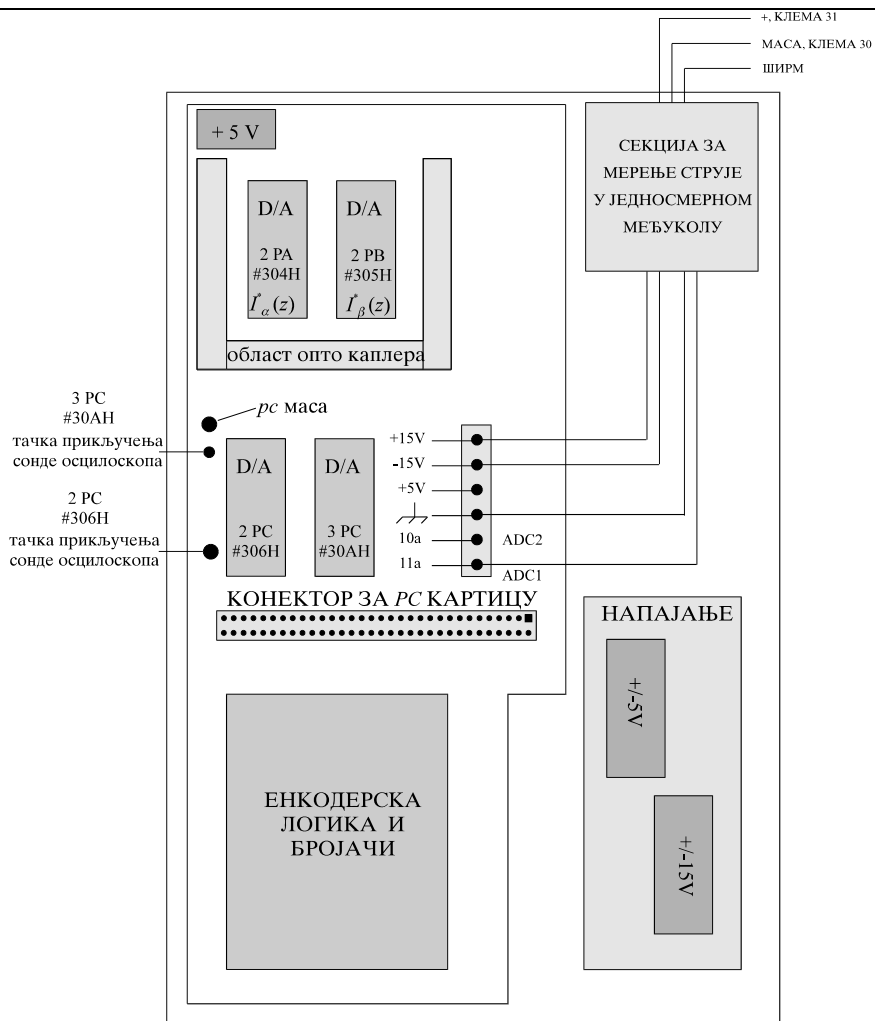 +, КЛЕМА 31
МАСА, КЛЕМА 30
ШИРМ
+ 5 V
СЕКЦИЈА ЗА
МЕРЕЊЕ СТРУЈЕ
У ЈЕДНОСМЕРНОМ
МЕЂУКОЛУ
D/A
2 PA
#304H
I*α(z)
D/A
2 PB
#305H
I*β(z)
област опто каплера
3 PC
#30AH
тачка прикључења
сонде осцилоскопа
pc маса
2 PC
#306H
тачка прикључења
сонде осцилоскопа
D/A
2 PC
#306H
D/A
3 PC
#30AH
+15V
-15V
+5V
10a
ADC2
11a
ADC1
КОНЕКТОР ЗА PC КАРТИЦУ
НАПАЈАЊЕ
+/-5V
+/-15V
ЕНКОДЕРСКА
ЛОГИКА И
БРОЈАЧИ